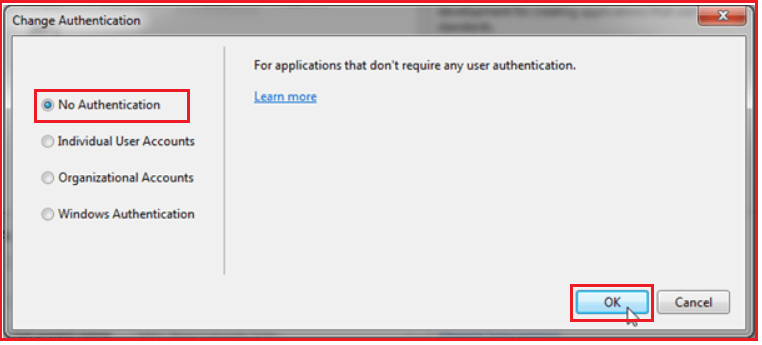 Change Authentication
For applications that don't require any user authentication.
Learn more
No Authentication
Individual User Accounts
Organizational Accounts
Windows Authentication
OK
Cancel